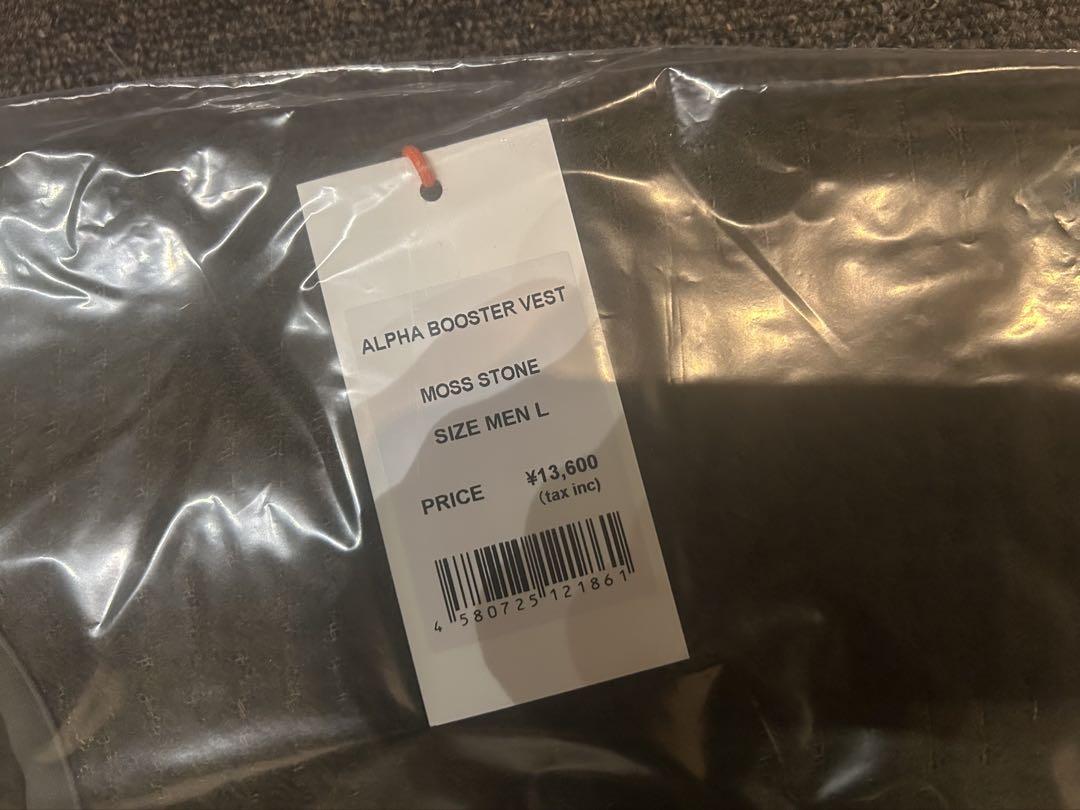 ALPHA BOOSTER VEST
MOSS STONE
SIZE MEN L
PRICE ¥13,600
(tax inc)
4 580725 121861